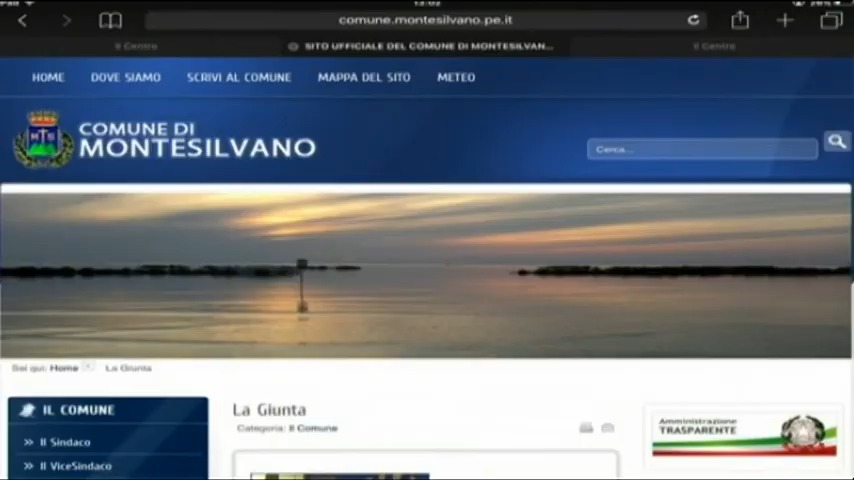 comune.montesilvano.pe.it
Il Centro
SITO UFFICIALE DEL COMUNE DI MONTESILVAN...
Il Centro
HOME DOVE SIAMO SCRIVI AL COMUNE MAPPA DEL SITO METEO
COMUNE DI
MONTESILVANO
Cerca...
Sei qui: Home La Giunta
IL COMUNE
La Giunta
Categoria: Il Comune
Amministrazione
TRASPARENTE
>> Il Sindaco
>> Il ViceSindaco